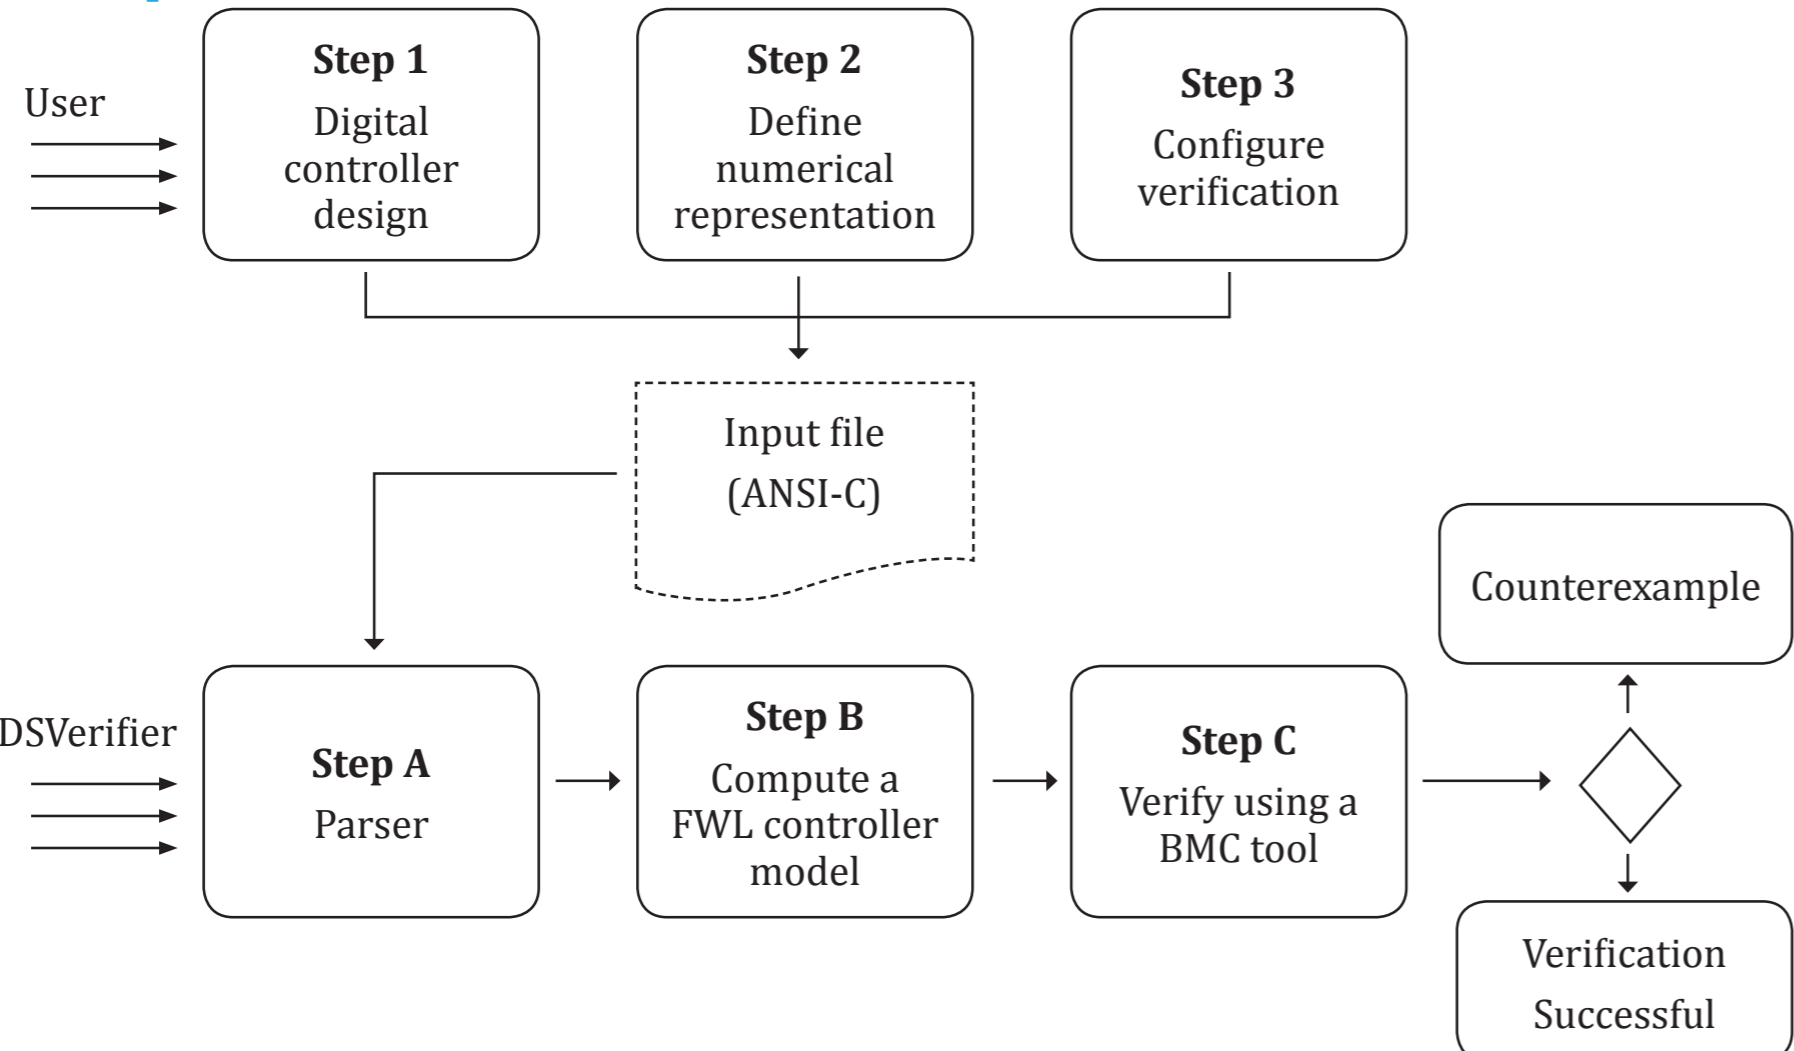 User
Step 1
Digital
controller
design
Step 2
Define
numerical
representation
Step 3
Configure
verification
Input file
(ANSI-C)
DSVerifier
Step A
Parser
Step B
Compute a
FWL controller
model
Step C
Verify using a
BMC tool
Counterexample
Verification
Successful